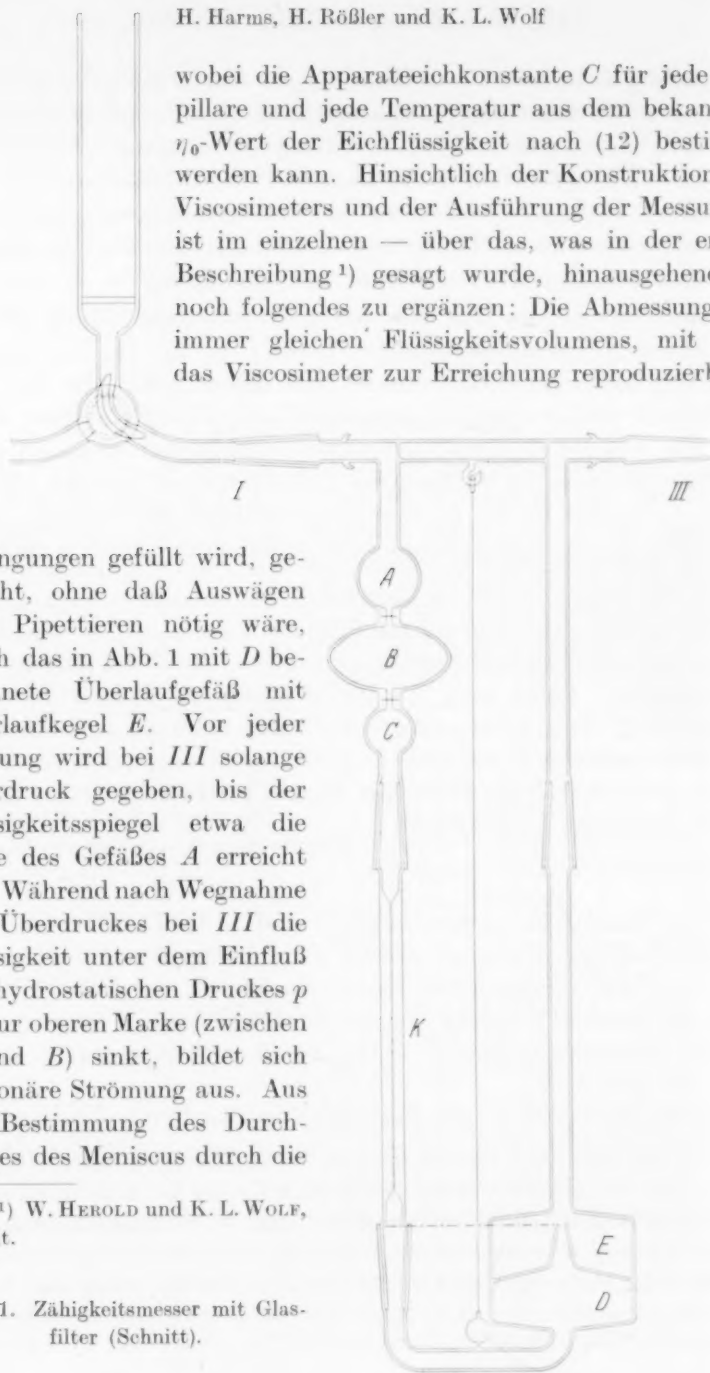 H. Harms, H. Rößler und K. L. Wolf
wobei die Apparateeichkonstante C für jede
pillare und jede Temperatur aus dem bekan
η₀-Wert der Eichflüssigkeit nach (12) besti
werden kann. Hinsichtlich der Konstruktion
Viscosimeters und der Ausführung der Messu
ist im einzelnen — über das, was in der e
Beschreibung ¹) gesagt wurde, hinausgehend
noch folgendes zu ergänzen: Die Abmessung
immer gleichen Flüssigkeitsvolumens, mit
das Viscosimeter zur Erreichung reproduzierb
I
III
ngungen gefüllt wird, ge-
ht, ohne daß Auswägen
Pipettieren nötig wäre,
h das in Abb. 1 mit D be-
nete Überlaufgefäß mit
rlaufkegel E. Vor jeder
ung wird bei III solange
rdruck gegeben, bis der
sigkeitsspiegel etwa die
e des Gefäßes A erreicht
Während nach Wegnahme
Überdruckes bei III die
sigkeit unter dem Einfluß
hydrostatischen Druckes p
ur oberen Marke (zwischen
nd B) sinkt, bildet sich
onäre Strömung aus. Aus
Bestimmung des Durch-
es des Meniscus durch die
A
B
C
K
E
D
¹) W. Herold und K. L. Wolf,
t.
1. Zähigkeitsmesser mit Glas-
filter (Schnitt).